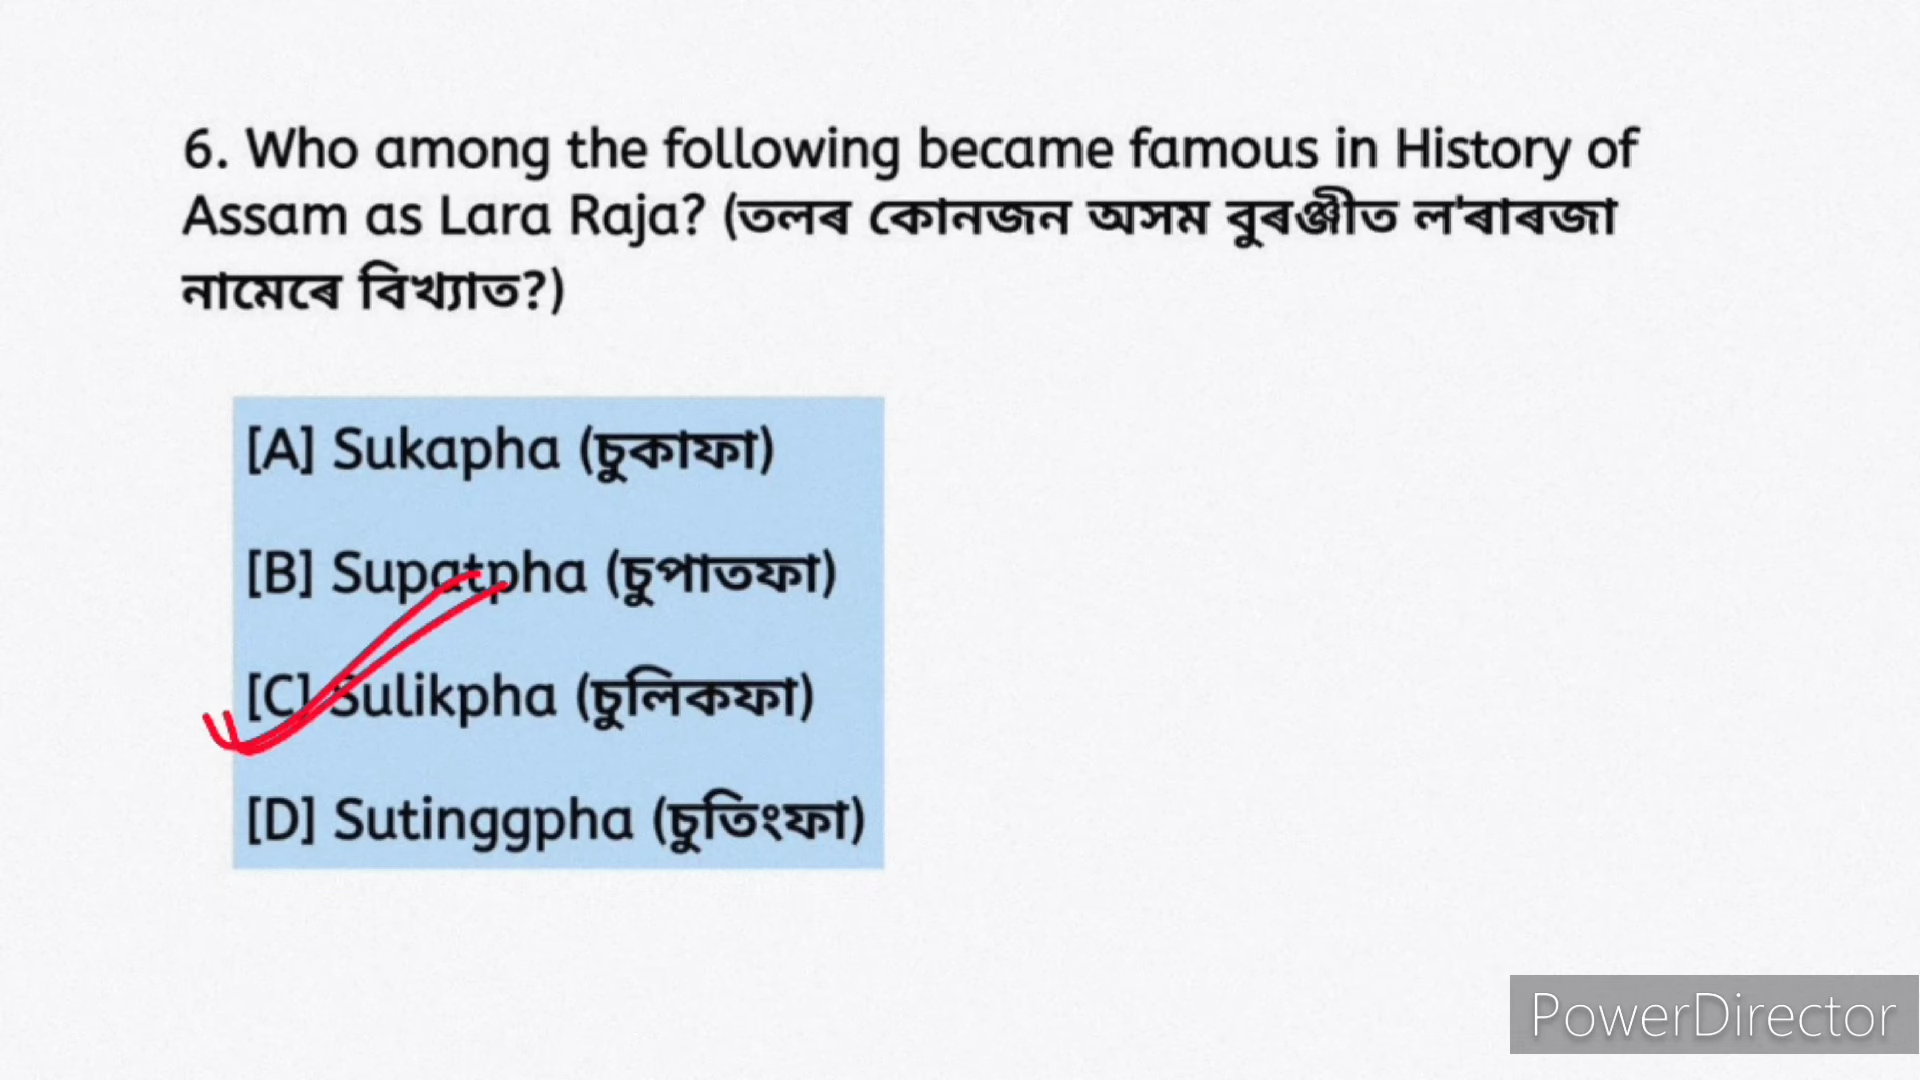 6. Who among the following became famous in History of
Assam as Lara Raja? (তলৰ কোনজন অসম বুৰঞ্জীত ল'ৰাৰজা
নামেৰে বিখ্যাত?)
[A] Sukapha (চুকাফা)
[B] Supatpha (চুপাতফা)
[C] Sulikpha (চুলিকফা)
[D] Sutinggpha (চুতিংফা)
PowerDirector